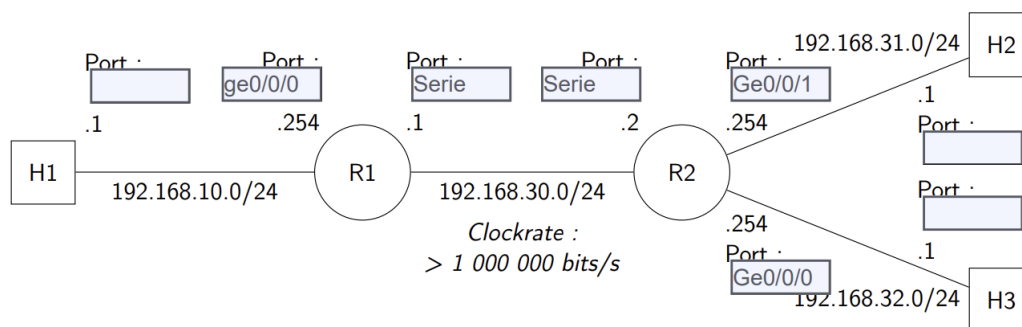 192.168.31.0/24
H2
Port :
Port :
ge0/0/0
Port :
Serie
Port :
Serie
Port :
Ge0/0/1
.1
.254
.1
.2
.254
.1
Port :
H1
192.168.10.0/24
R1
192.168.30.0/24
R2
Port :
Clockrate :
> 1 000 000 bits/s
.254
Port :
Ge0/0/0
.1
192.168.32.0/24
H3